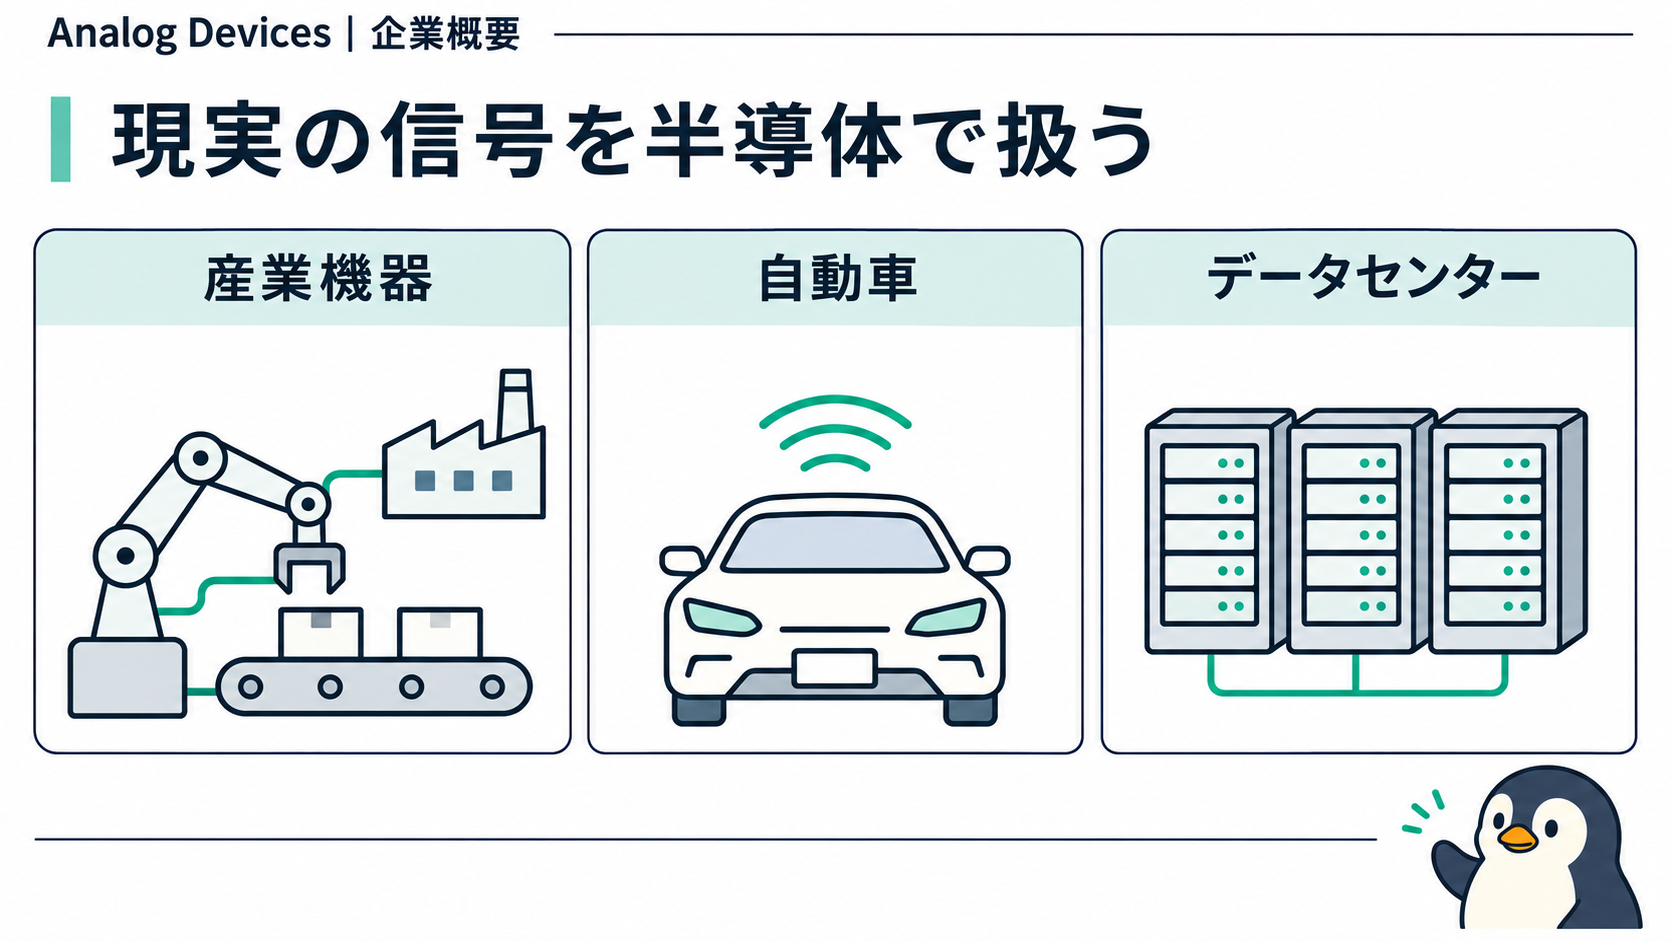 Analog Devices | 企業概要
現実の信号を半導体で扱う
産業機器
自動車
データセンター